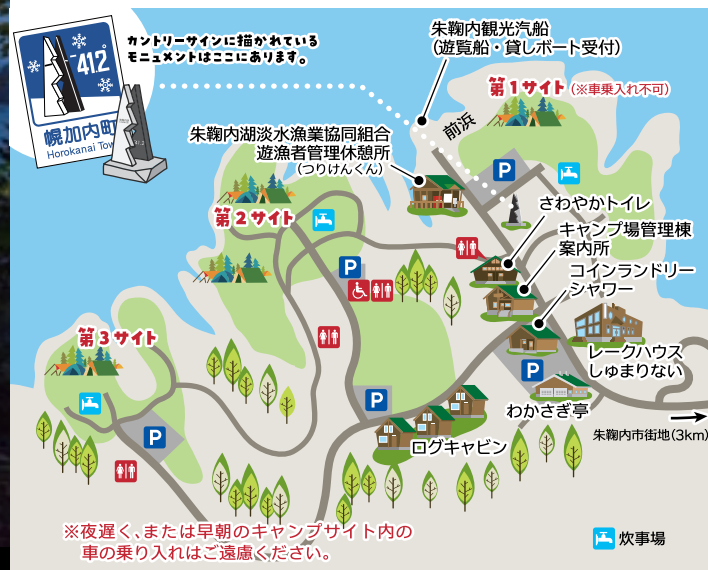 カントリーサインに描かれている
モニュメントはここにあります。
41.2°
幌加内町
Horokanai Tow
朱鞠内観光汽船
(遊覧船・貸しボート受付)
第1サイト(※車乗入れ不可)
前浜
朱鞠内湖淡水漁業協同組合
遊漁者管理休憩所
(つりけんくん)
P
さわやかトイレ
第2サイト
キャンプ場管理棟
案内所
P
コインランドリー
シャワー
第3サイト
レークハウス
しゅまりない
P
P
わかさぎ亭
朱鞠内市街地(3km)
P
ログキャビン
※夜遅く、または早朝のキャンプサイト内の
車の乗り入れはご遠慮ください。
炊事場